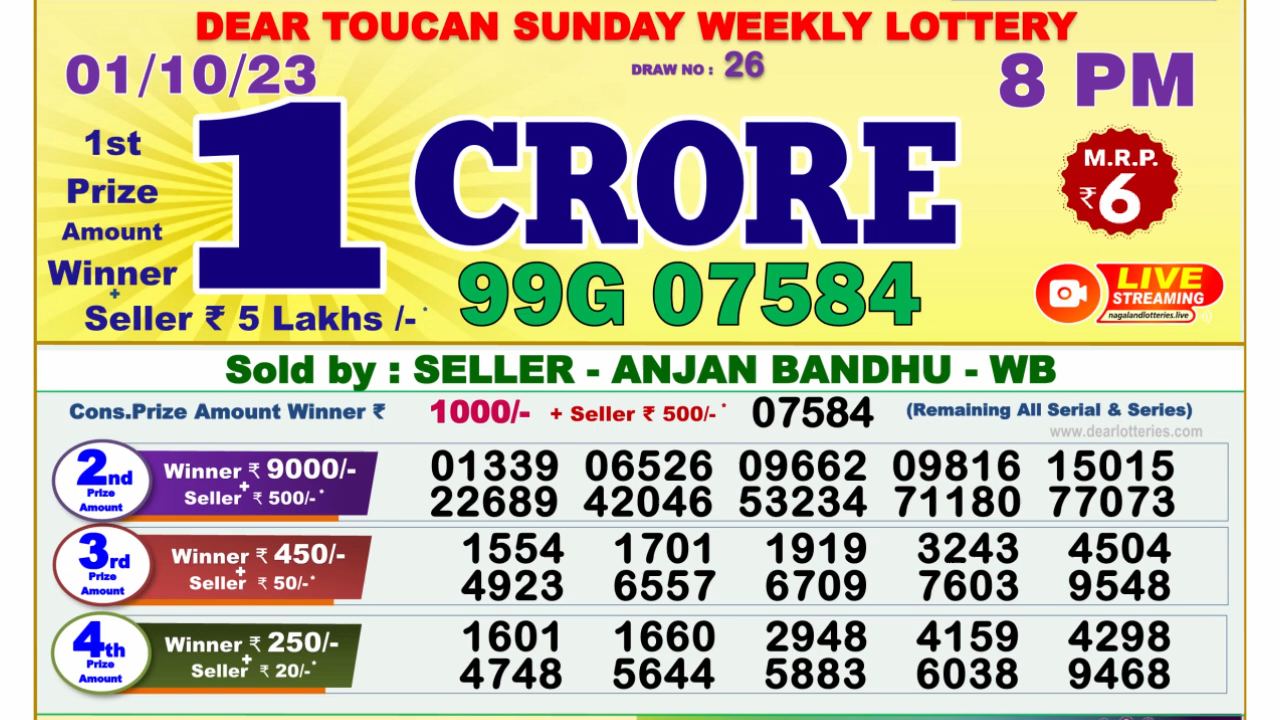 DEAR TOUCAN SUNDAY WEEKLY LOTTERY
01/10/23
DRAW NO : 26
8 PM
1st
Prize
Amount
Winner
+
Seller ₹ 5 Lakhs /-*
1 CRORE
99G 07584
M.R.P.
₹6
LIVE
STREAMING
nagalandlotteries.live
Sold by : SELLER - ANJAN BANDHU - WB
Cons.Prize Amount Winner ₹ 1000/- + Seller ₹ 500/-* 07584 (Remaining All Serial & Series)
www.dearlotteries.com
2nd
Prize
Amount
Winner ₹ 9000/-
+
Seller ₹ 500/-*
01339 06526 09662 09816 15015
22689 42046 53234 71180 77073
3rd
Prize
Amount
Winner ₹ 450/-
+
Seller ₹ 50/-*
1554 1701 1919 3243 4504
4923 6557 6709 7603 9548
4th
Prize
Amount
Winner ₹ 250/-
+
Seller ₹ 20/-*
1601 1660 2948 4159 4298
4748 5644 5883 6038 9468